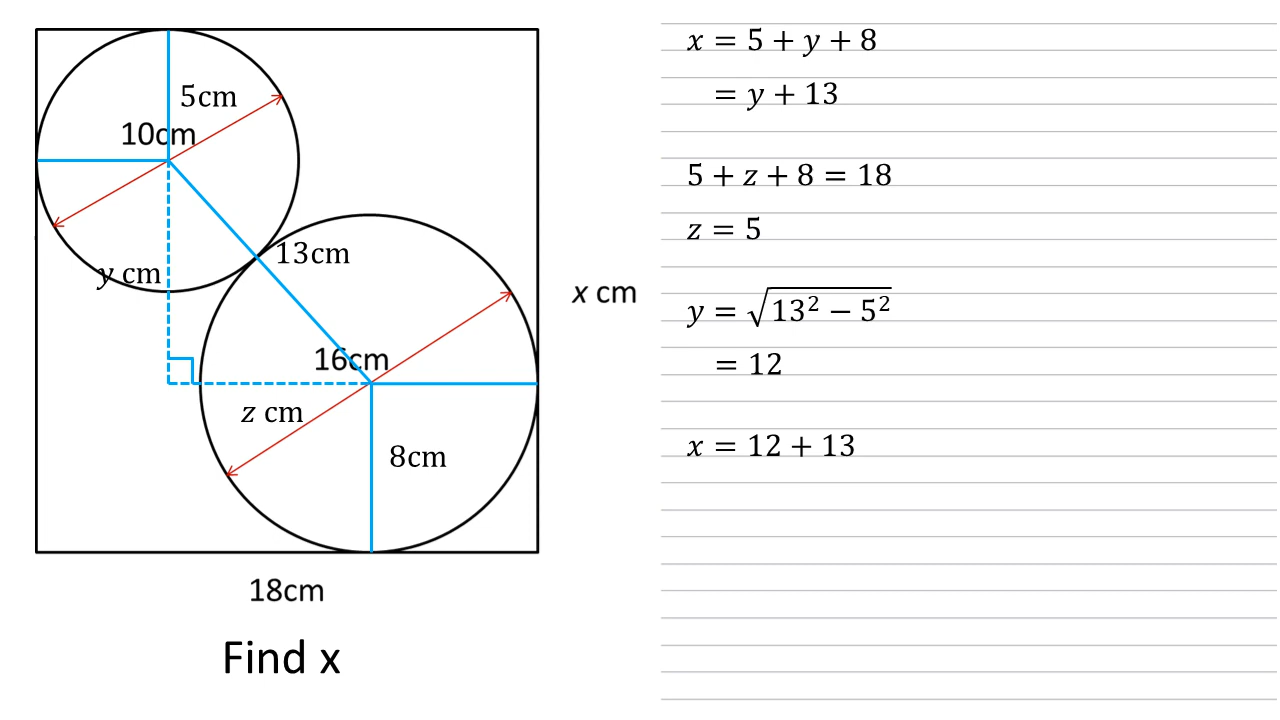 5cm
10cm
y cm
13cm
16cm
z cm
8cm
x cm
18cm
Find x
x = 5 + y + 8
= y + 13
5 + z + 8 = 18
z = 5
y = √(13² − 5²)
= 12
x = 12 + 13